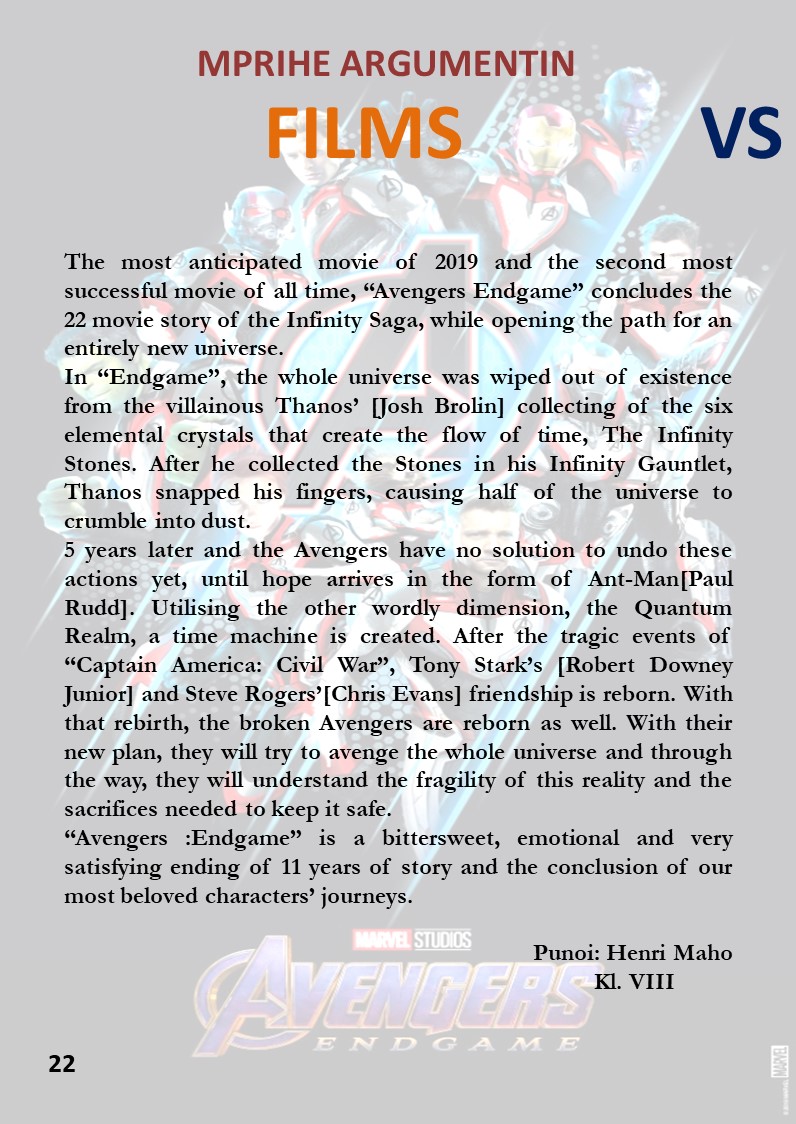 MPRIHE ARGUMENTIN
FILMS VS
The most anticipated movie of 2019 and the second most
successful movie of all time, “Avengers Endgame” concludes the
22 movie story of the Infinity Saga, while opening the path for an
entirely new universe.
In “Endgame”, the whole universe was wiped out of existence
from the villainous Thanos’ [Josh Brolin] collecting of the six
elemental crystals that create the flow of time, The Infinity
Stones. After he collected the Stones in his Infinity Gauntlet,
Thanos snapped his fingers, causing half of the universe to
crumble into dust.
5 years later and the Avengers have no solution to undo these
actions yet, until hope arrives in the form of Ant-Man[Paul
Rudd]. Utilising the other wordly dimension, the Quantum
Realm, a time machine is created. After the tragic events of
“Captain America: Civil War”, Tony Stark’s [Robert Downey
Junior] and Steve Rogers’[Chris Evans] friendship is reborn. With
that rebirth, the broken Avengers are reborn as well. With their
new plan, they will try to avenge the whole universe and through
the way, they will understand the fragility of this reality and the
sacrifices needed to keep it safe.
“Avengers :Endgame” is a bittersweet, emotional and very
satisfying ending of 11 years of story and the conclusion of our
most beloved characters’ journeys.
MARVEL STUDIOS
Punoi: Henri Maho
Kl. VIII
AVENGERS
ENDGAME
22
MARVEL